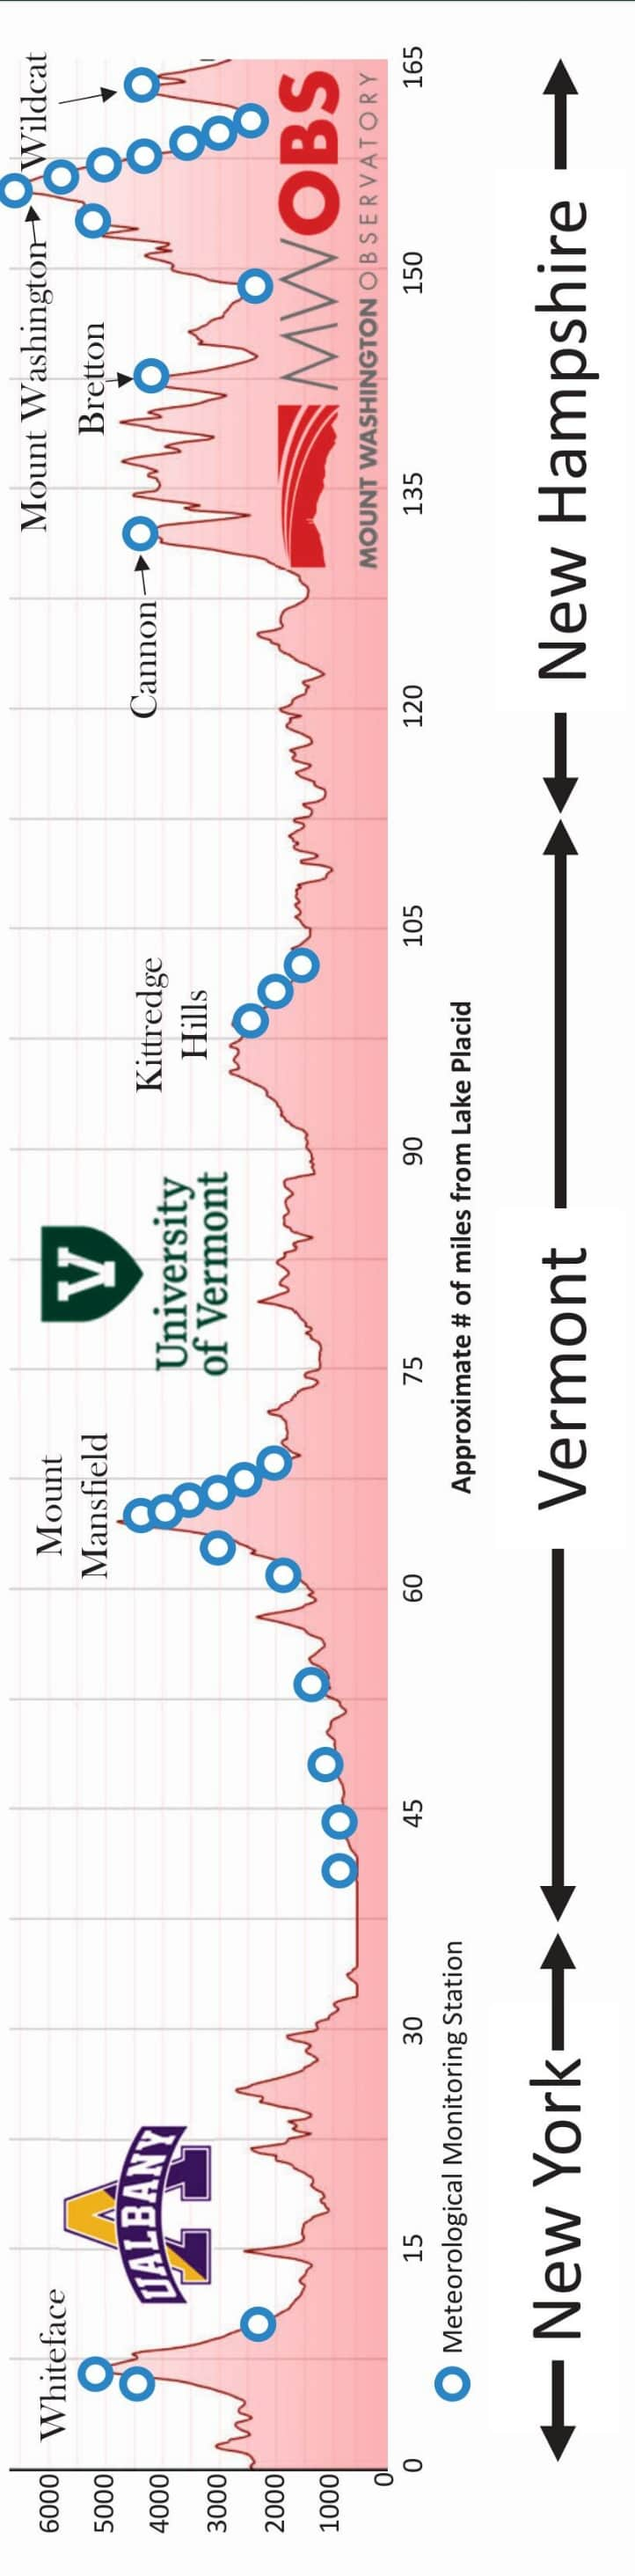 Whiteface
UALBANY
Mount
Mansfield
V
University
of Vermont
Kittredge
Hills
Cannon
Bretton
Mount Washington
Wildcat
MWOBS
MOUNT WASHINGTON OBSERVATORY
6000
5000
4000
3000
2000
1000
0
0 15 30 45 60 75 90 105 120 135 150 165
Meteorological Monitoring Station
Approximate # of miles from Lake Placid
New York Vermont New Hampshire